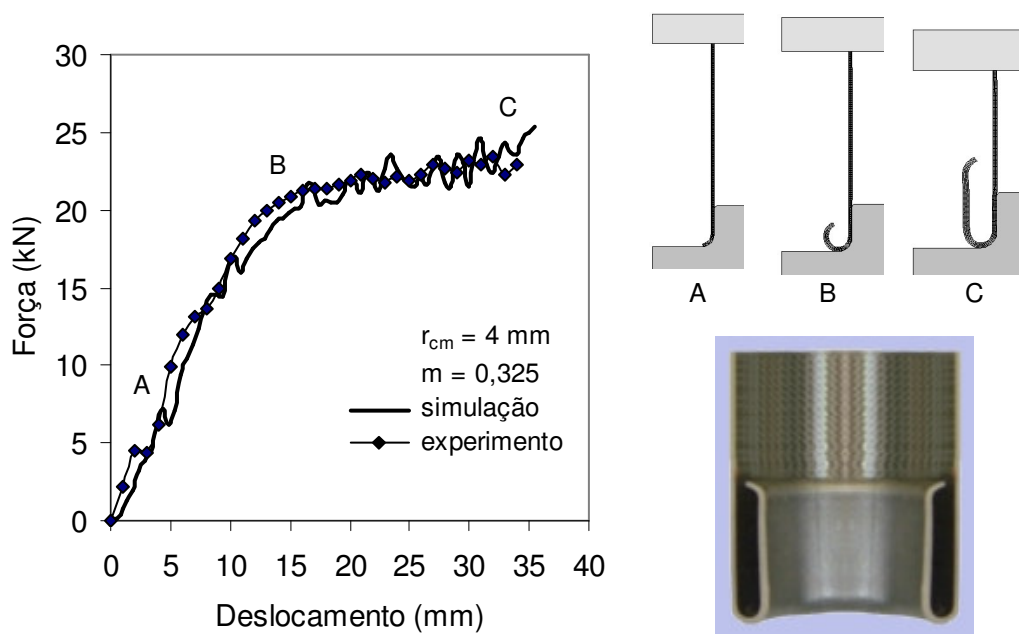 30
25
20
15
10
5
0
Força (kN)
0 5 10 15 20 25 30 35 40
Deslocamento (mm)
A
B
C
r_cm = 4 mm
m = 0,325
simulação
experimento
A
B
C